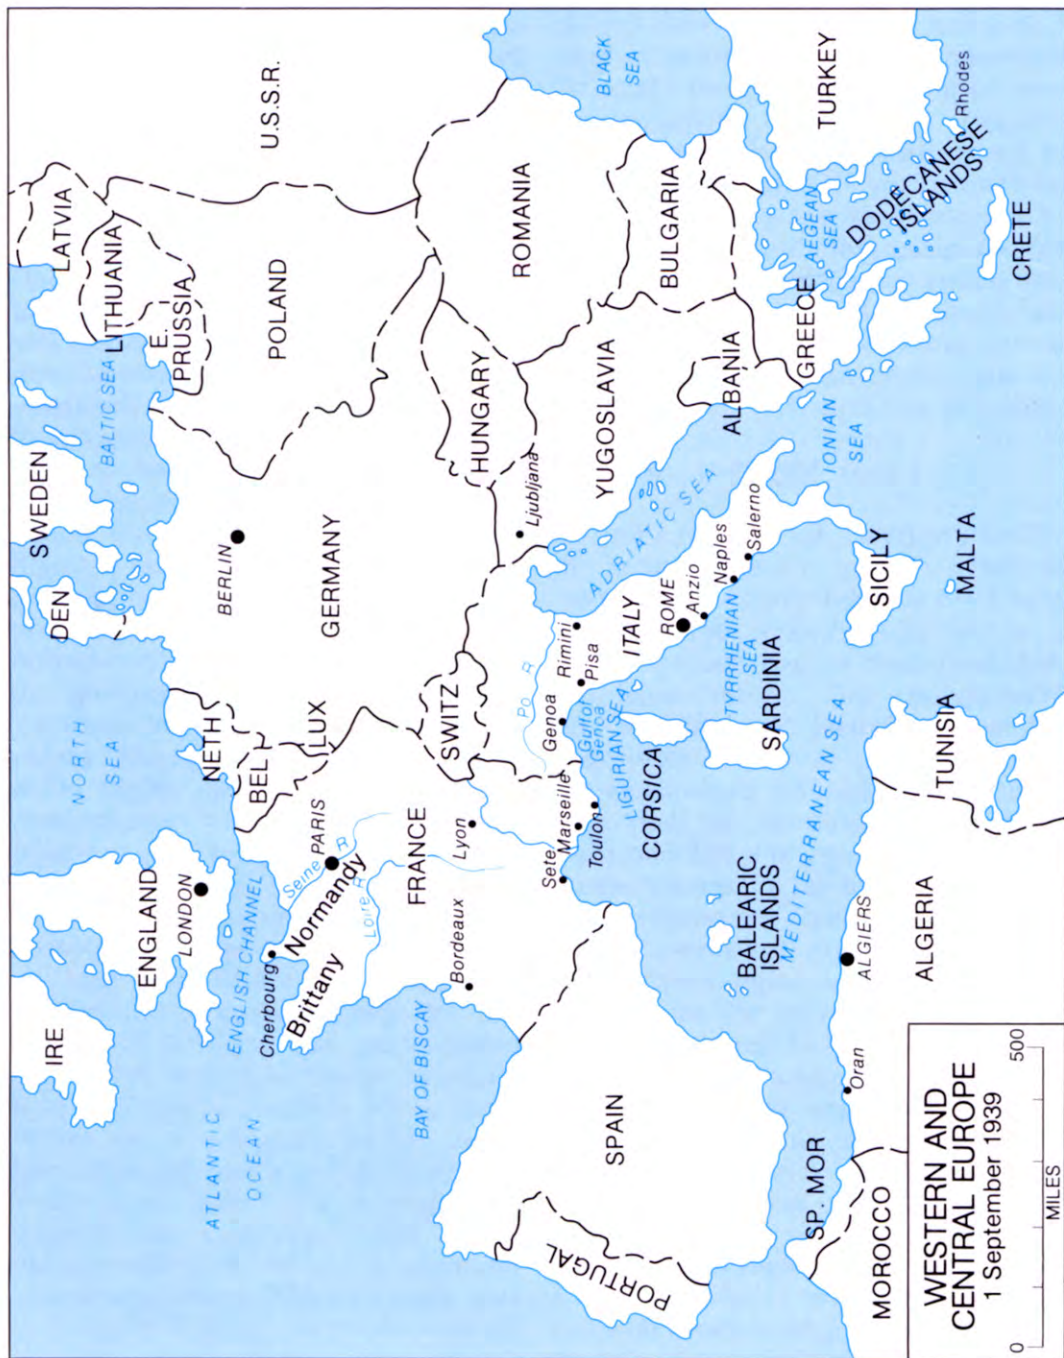 IRE
ENGLAND
LONDON
ATLANTIC
OCEAN
NORTH
SEA
DEN
SWEDEN
BALTIC SEA
LATVIA
LITHUANIA
E.
PRUSSIA
U.S.S.R.
ENGLISH CHANNEL
Cherbourg
Normandy
Brittany
Seine R
PARIS
Loire R
NETH
BEL
LUX
BERLIN
GERMANY
POLAND
FRANCE
BAY OF BISCAY
Bordeaux
Lyon
SWITZ
HUNGARY
ROMANIA
BLACK
SEA
Ljubljana
YUGOSLAVIA
BULGARIA
Sete
Marseille
Toulon
Genoa
Gulf of
Genoa
LIGURIAN SEA
Po R
Rimini
Pisa
ITALY
ADRIATIC SEA
ROME
Anzio
Naples
Salerno
ALBANIA
GREECE
AEGEAN
SEA
TURKEY
DODECANESE
ISLANDS
Rhodes
CRETE
IONIAN
SEA
TYRRHENIAN
SEA
CORSICA
SARDINIA
SICILY
MALTA
PORTUGAL
SPAIN
BALEARIC
ISLANDS
MEDITERRANEAN SEA
SP. MOR
MOROCCO
Oran
ALGIERS
ALGERIA
TUNISIA
WESTERN AND
CENTRAL EUROPE
1 September 1939
0 500
MILES